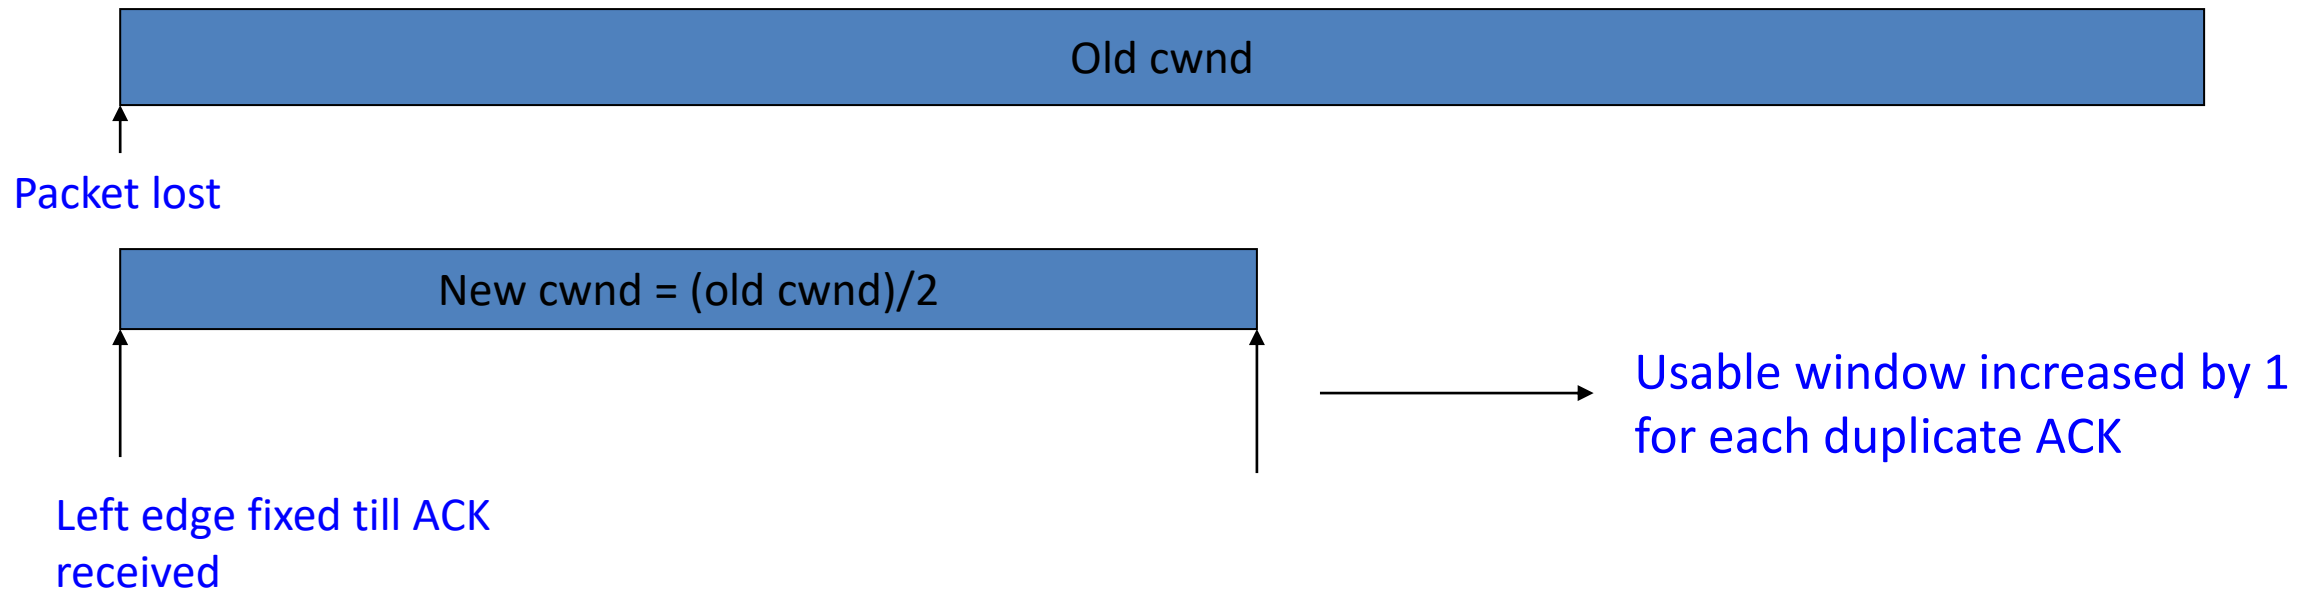 Old cwnd
Packet lost
New cwnd = (old cwnd)/2
Usable window increased by 1
for each duplicate ACK
Left edge fixed till ACK
received